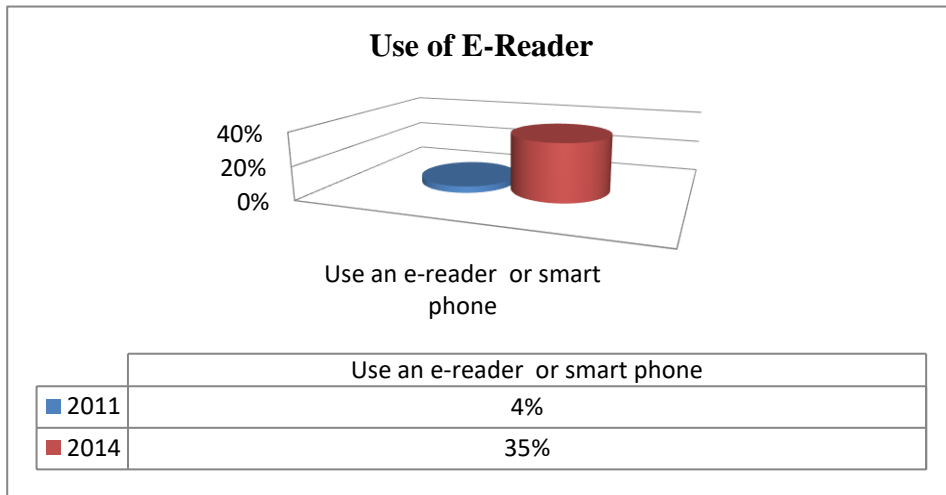 Use of E-Reader
40%
20%
0%
Use an e-reader or smart
phone
Use an e-reader or smart phone
2011 4%
2014 35%